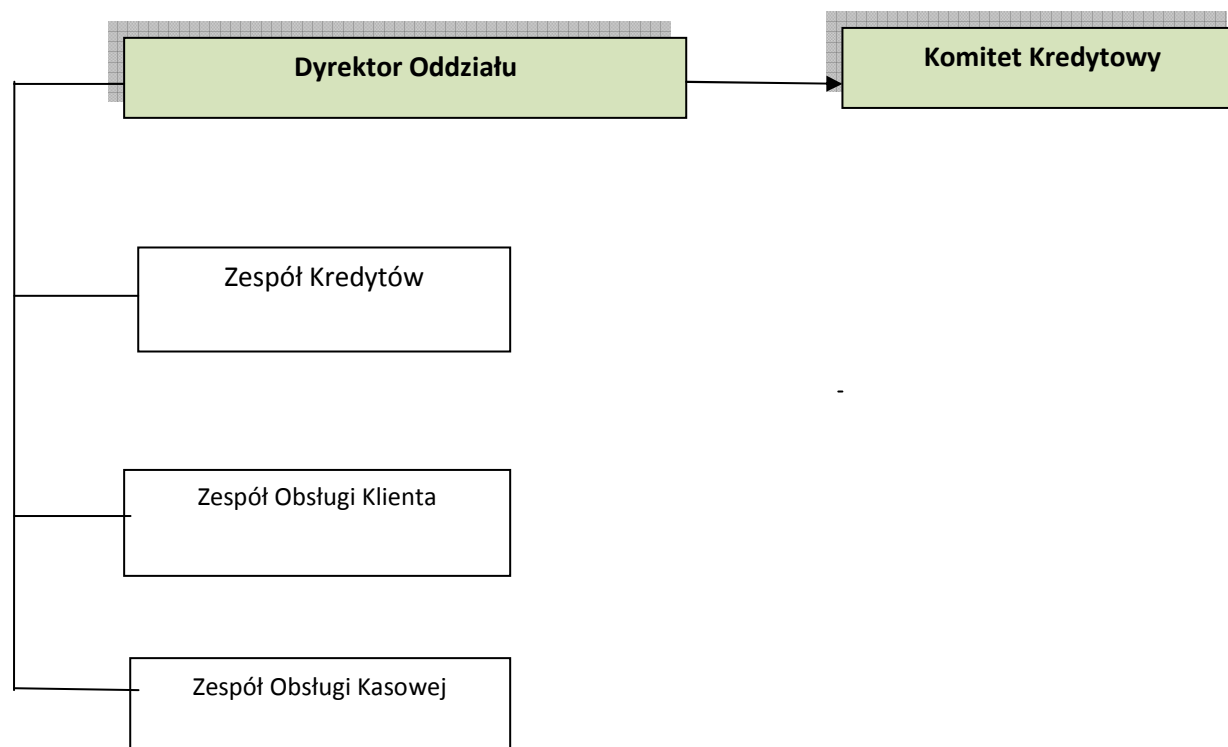 Dyrektor Oddziału
Komitet Kredytowy
Zespół Kredytów
-
Zespół Obsługi Klienta
Zespół Obsługi Kasowej